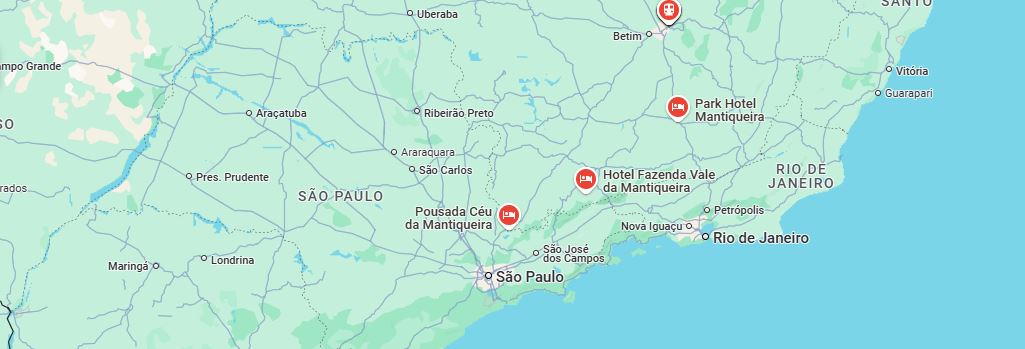 SANTO
Uberaba
Betim
ampo Grande
Vitória
Guarapari
Park Hotel
Mantiqueira
Araçatuba
Ribeirão Preto
SO
Araraquara
São Carlos
RIO DE
JANEIRO
Hotel Fazenda Vale
da Mantiqueira
rados
Pres. Prudente
SÃO PAULO
Pousada Céu
da Mantiqueira
Petrópolis
Nova Iguaçu
Rio de Janeiro
São José
dos Campos
Londrina
Maringá
São Paulo